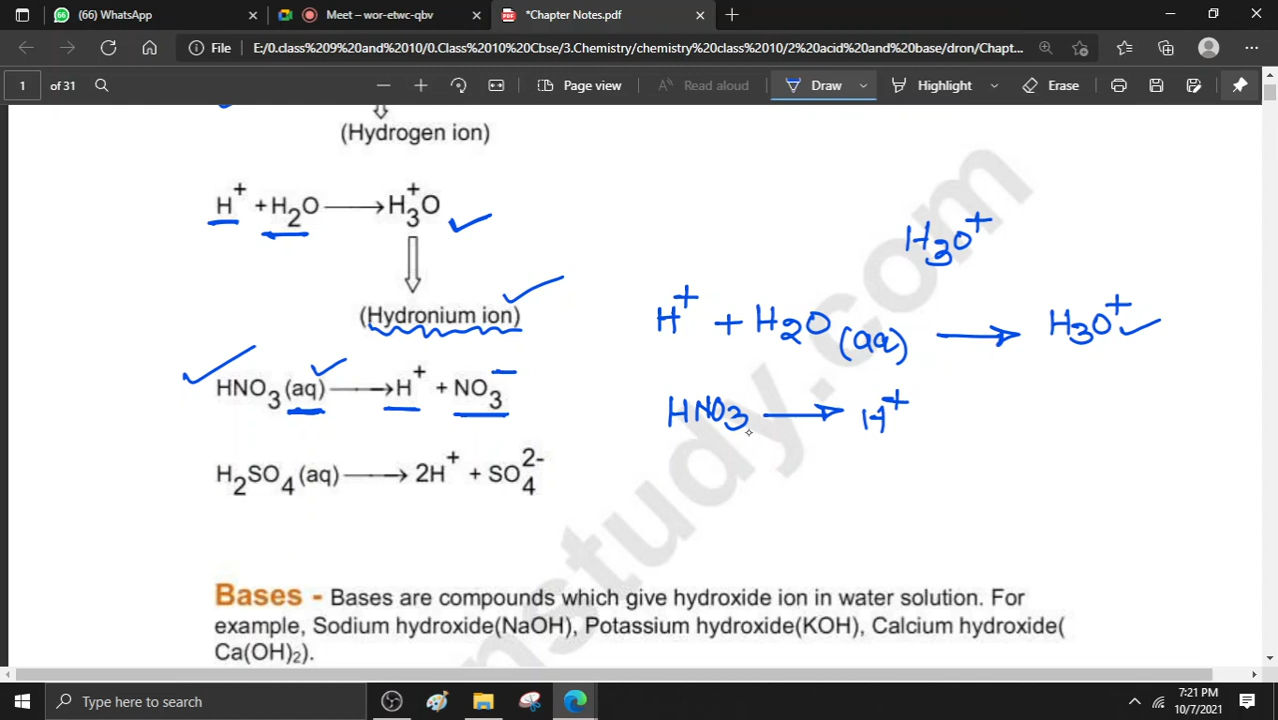 (66) WhatsApp
Meet – wor-etwc-qbv
*Chapter Notes.pdf
File E:/0.class%209%20and%2010/0.Class%2010%20Cbse/3.Chemistry/chemistry%20class%2010/2%20acid%20and%20base/dron/Chapt...
1 of 31
Page view
Read aloud
Draw
Highlight
Erase
(Hydrogen ion)
H⁺ + H₂O ⟶ H₃⁺O
H₃O⁺
(Hydronium ion)
H⁺ + H₂O (aq) ⟶ H₃O⁺
HNO₃ (aq) ⟶ H⁺ + NO₃⁻
HNO₃ ⟶ H⁺
H₂SO₄ (aq) ⟶ 2H⁺ + SO₄²⁻
Bases - Bases are compounds which give hydroxide ion in water solution. For
example, Sodium hydroxide(NaOH), Potassium hydroxide(KOH), Calcium hydroxide(
Ca(OH)₂).
Type here to search
7:21 PM
10/7/2021